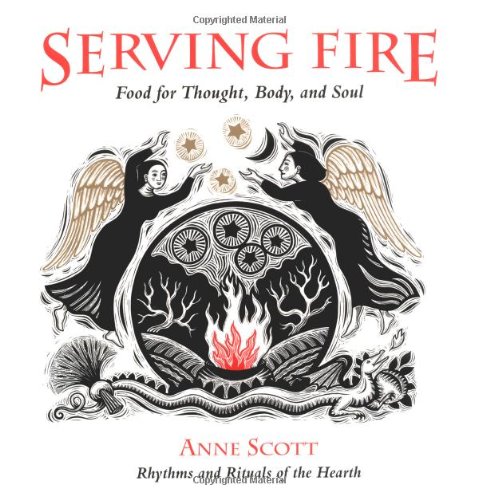 Copyrighted Material
SERVING FIRE
Food for Thought, Body, and Soul
ANNE SCOTT
Rhythms and Rituals of the Hearth
Copyrighted Material